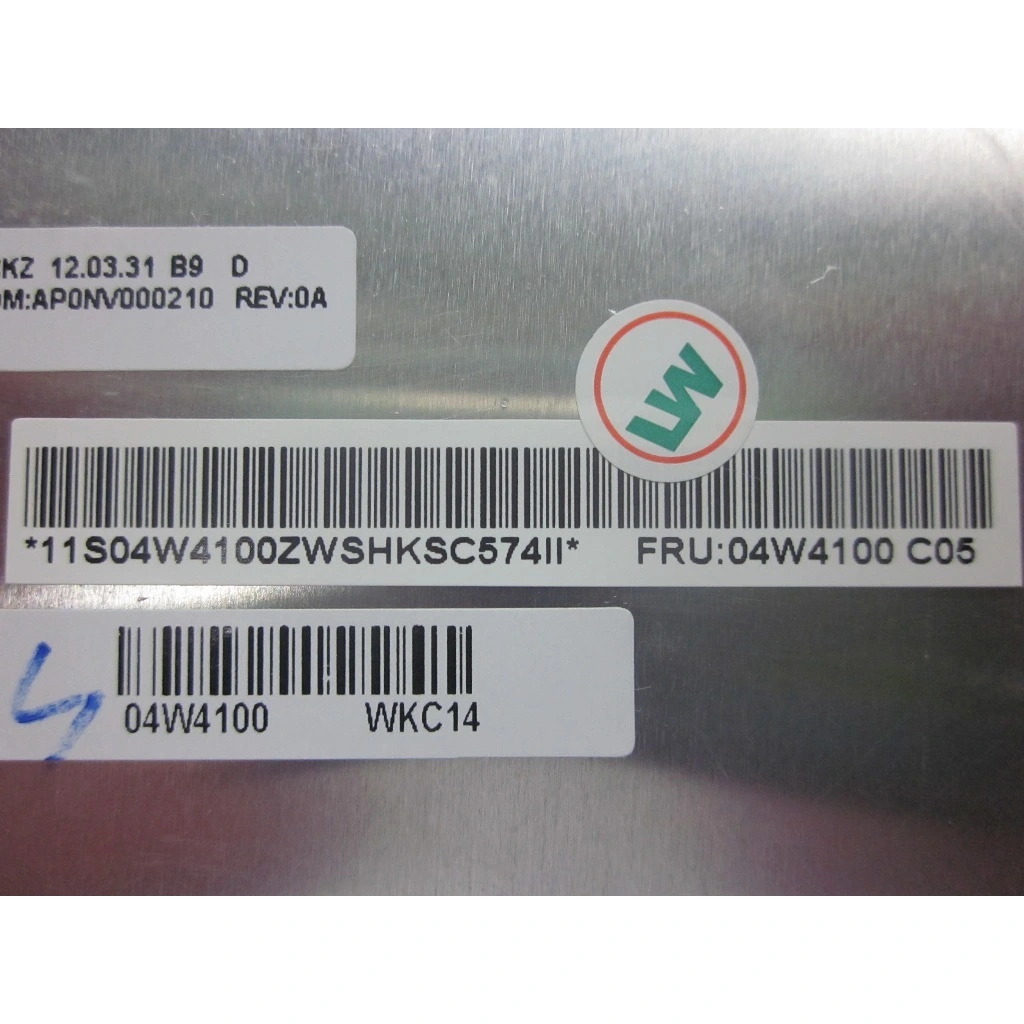 KZ 12.03.31 B9 D
M:AP0NV000210 REV:0A
LW
*11S04W4100ZWSHKSC574II* FRU:04W4100 C05
04W4100 WKC14